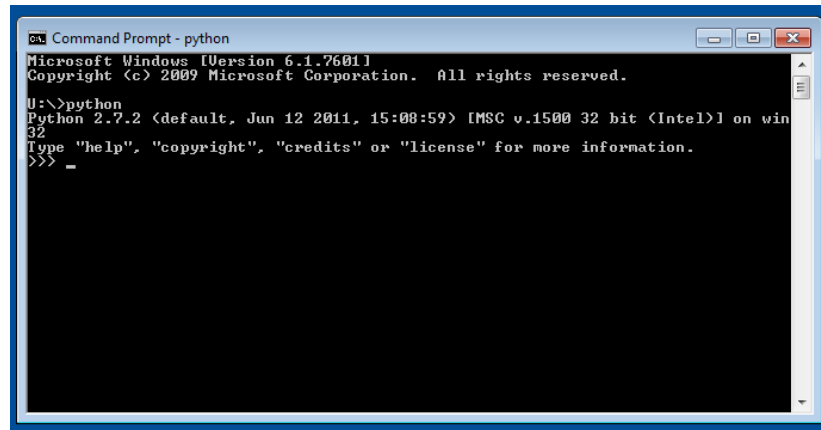 Command Prompt - python
Microsoft Windows [Version 6.1.7601]
Copyright (c) 2009 Microsoft Corporation.  All rights reserved.
U:\>python
Python 2.7.2 (default, Jun 12 2011, 15:08:59) [MSC v.1500 32 bit (Intel)] on win
32
Type "help", "copyright", "credits" or "license" for more information.
>>> _